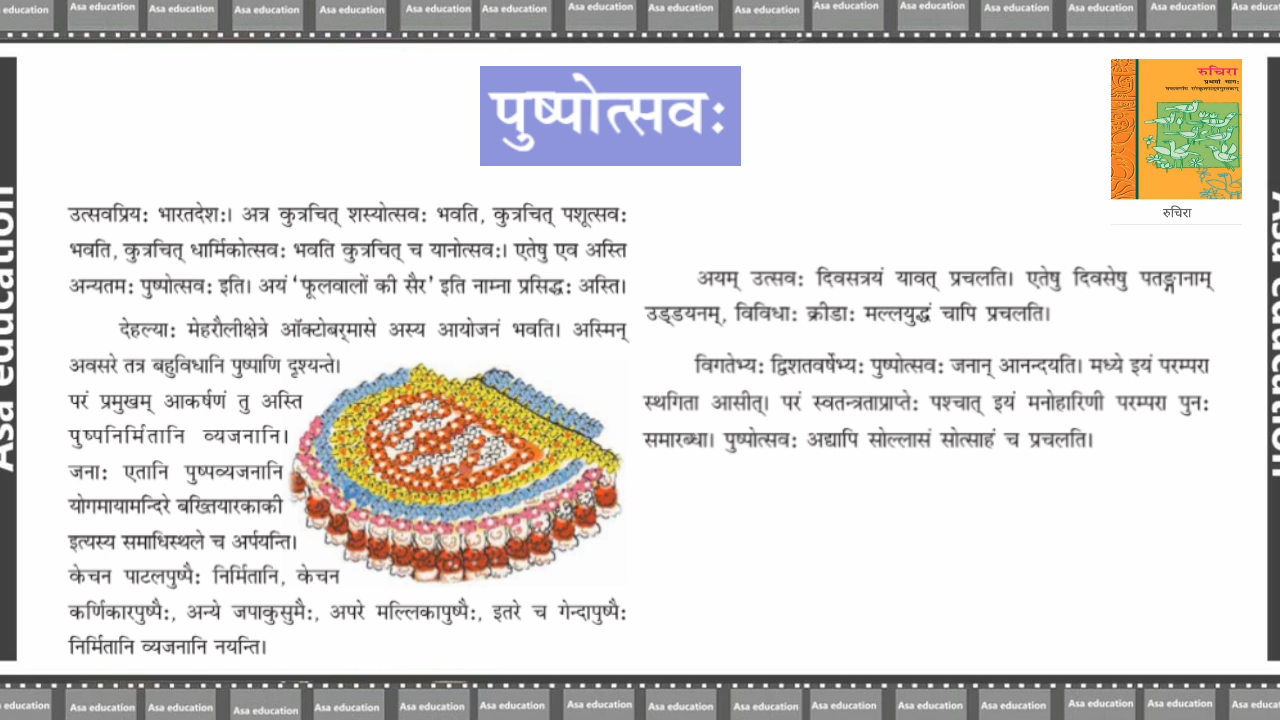 Asa education Asa education Asa education Asa education Asa education Asa education Asa education Asa education Asa education Asa education Asa education Asa education Asa education Asa education Asa educa
पुष्पोत्सवः
रुचिरा
प्रथमो भागः
रुचिरा
उत्सवप्रियः भारतदेशः। अत्र कुत्रचित् शस्योत्सवः भवति, कुत्रचित् पशूत्सवः
भवति, कुत्रचित् धार्मिकोत्सवः भवति कुत्रचित् च यानोत्सवः। एतेषु एव अस्ति
अन्यतमः पुष्पोत्सवः इति। अयं 'फूलवालों की सैर' इति नाम्ना प्रसिद्धः अस्ति।
देहल्याः मेहरौलीक्षेत्रे ऑक्टोबर्‌मासे अस्य आयोजनं भवति। अस्मिन्
अवसरे तत्र बहुविधानि पुष्पाणि दृश्यन्ते।
परं प्रमुखम् आकर्षणं तु अस्ति
पुष्पनिर्मितानि व्यजनानि।
जनाः एतानि पुष्पव्यजनानि
योगमायामन्दिरे बख्तियारकाकी
इत्यस्य समाधिस्थले च अर्पयन्ति।
केचन पाटलपुष्पैः निर्मितानि, केचन
कर्णिकारपुष्पैः, अन्ये जपाकुसुमैः, अपरे मल्लिकापुष्पैः, इतरे च गेन्दापुष्पैः
निर्मितानि व्यजनानि नयन्ति।
अयम् उत्सवः दिवसत्रयं यावत् प्रचलति। एतेषु दिवसेषु पतङ्गानाम्
उड्डयनम्, विविधाः क्रीडाः मल्लयुद्धं चापि प्रचलति।
विगतेभ्यः द्विशतवर्षेभ्यः पुष्पोत्सवः जनान् आनन्दयति। मध्ये इयं परम्परा
स्थगिता आसीत्। परं स्वतन्त्रताप्राप्तेः पश्चात् इयं मनोहारिणी परम्परा पुनः
समारब्धा। पुष्पोत्सवः अद्यापि सोल्लासं सोत्साहं च प्रचलति।
Asa education
Asa education
Asa education Asa education Asa education Asa education Asa education Asa education Asa education Asa education Asa education Asa education Asa education Asa education Asa education Asa education Asa educa